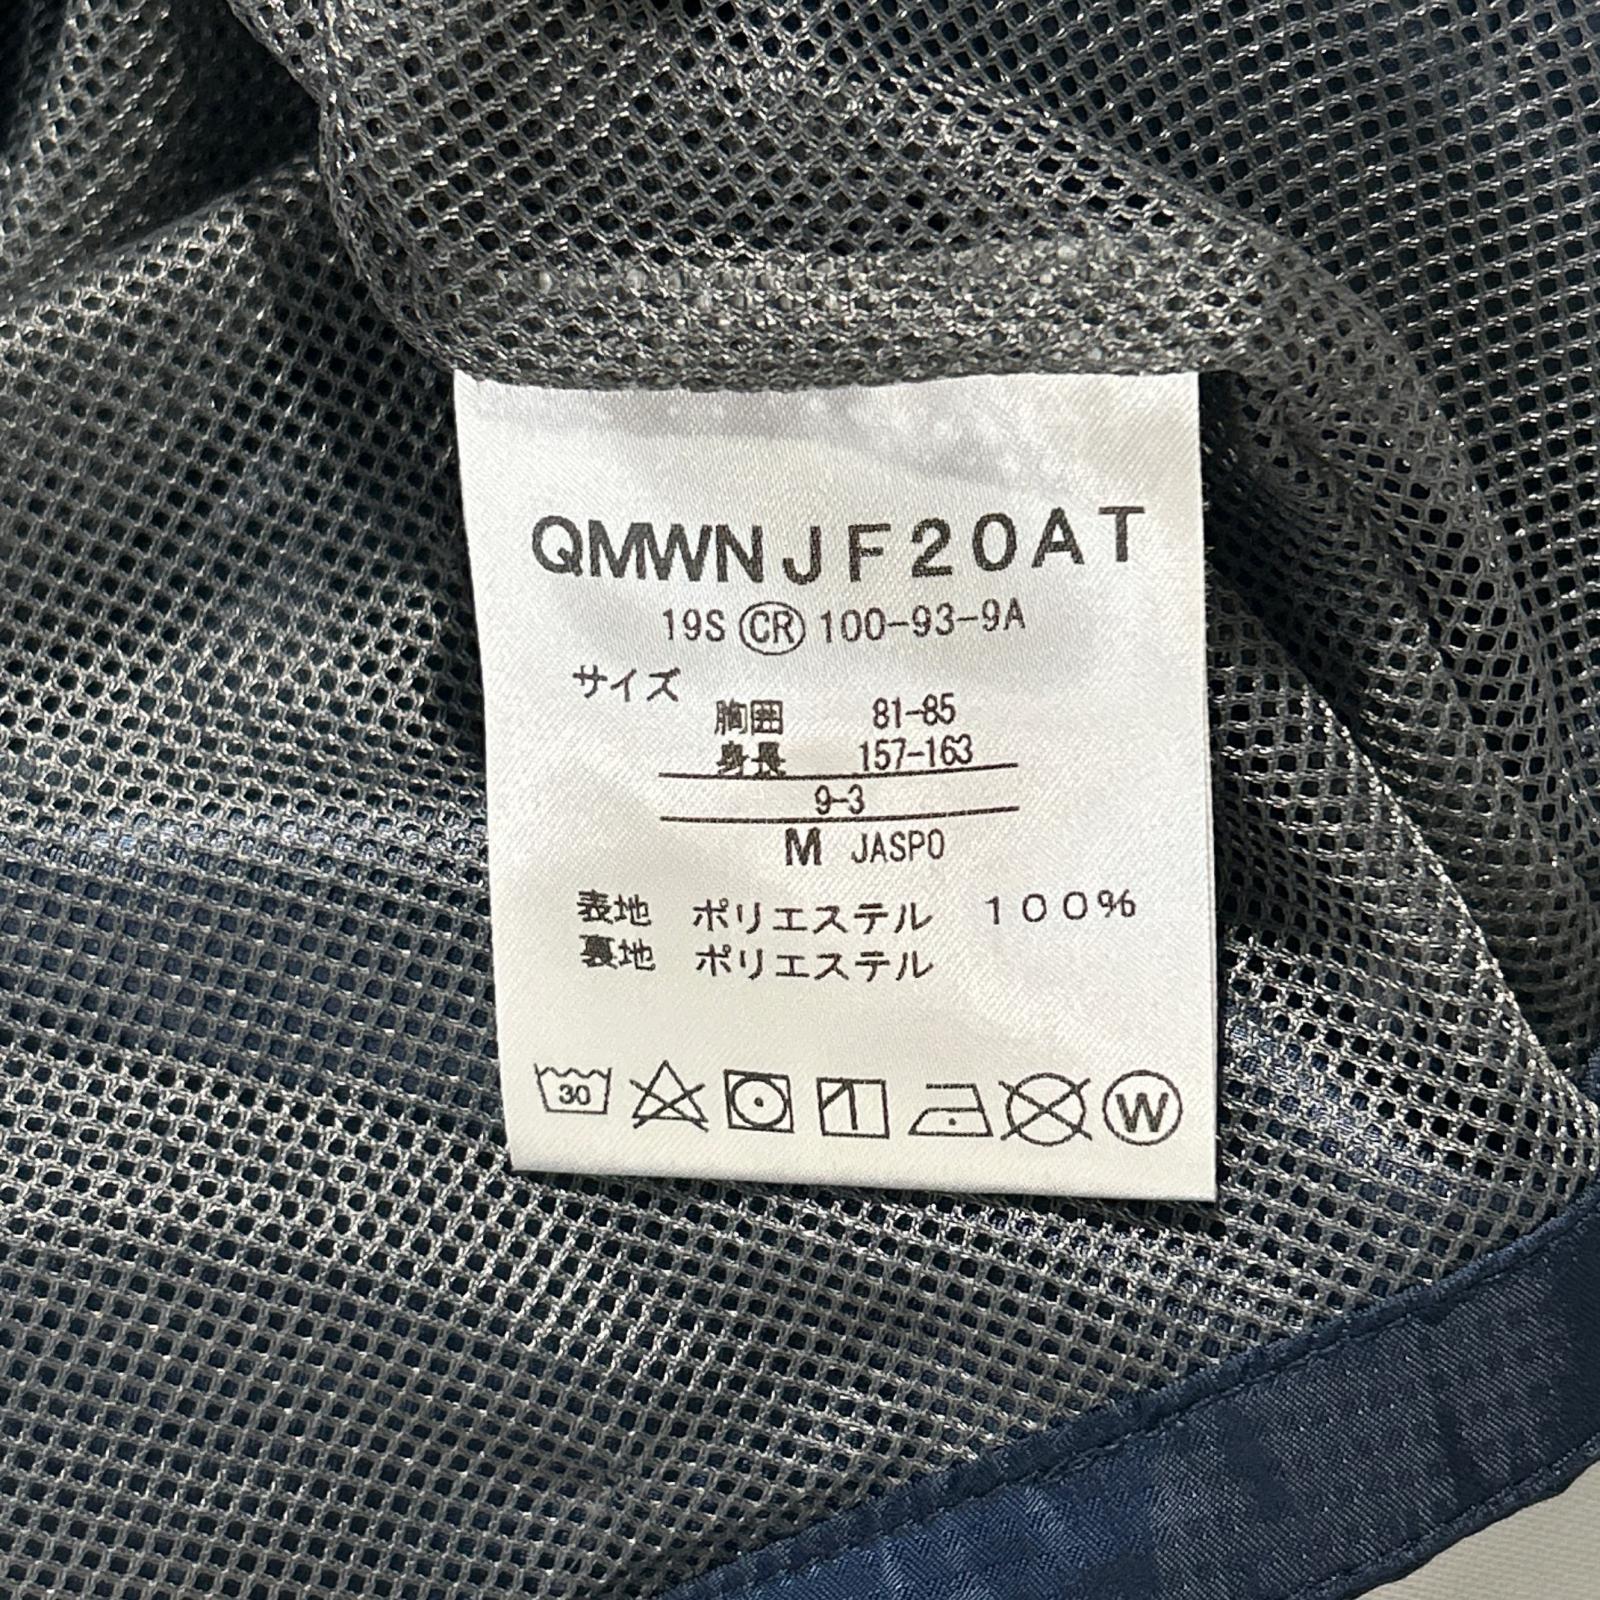 QMWNJF20AT
19S CR 100-93-9A
サイズ
胸囲 81-85
身長 157-163
9-3
M JASPO
表地 ポリエステル 100%
裏地 ポリエステル
30 W